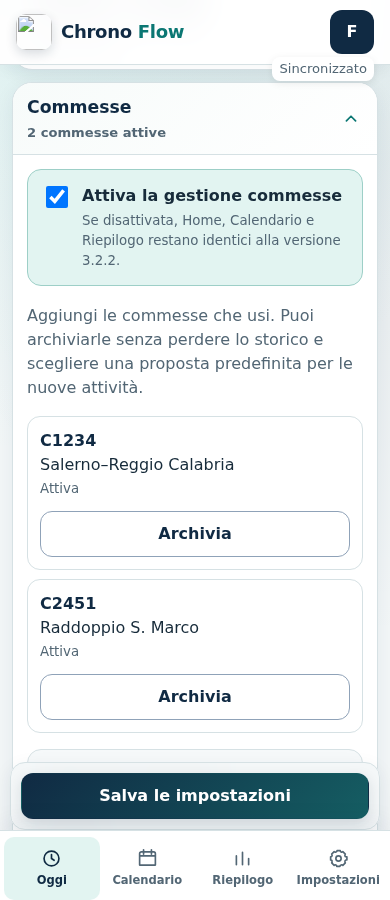 Chrono Flow
F
Sincronizzato
Commesse
2 commesse attive
Attiva la gestione commesse
Se disattivata, Home, Calendario e
Riepilogo restano identici alla versione
3.2.2.
Aggiungi le commesse che usi. Puoi
archiviarle senza perdere lo storico e
scegliere una proposta predefinita per le
nuove attività.
C1234
Salerno–Reggio Calabria
Attiva
Archivia
C2451
Raddoppio S. Marco
Attiva
Archivia
Salva le impostazioni
Oggi
Calendario
Riepilogo
Impostazioni